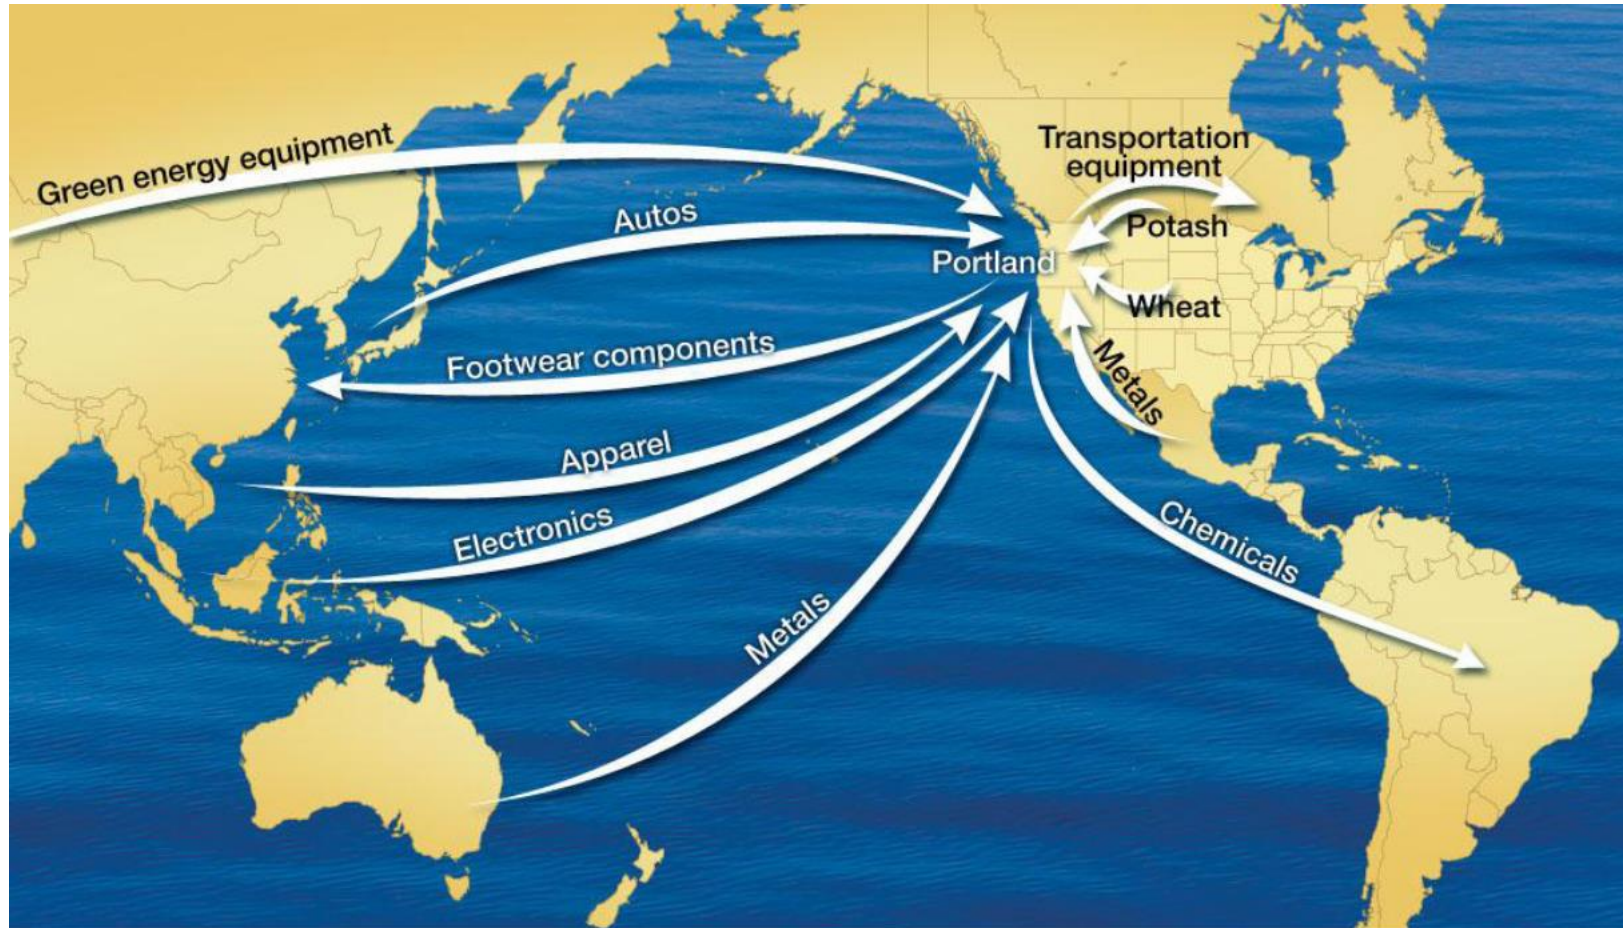 Green energy equipment
Transportation
equipment
Autos
Potash
Portland
Wheat
Footwear components
Metals
Apparel
Electronics
Chemicals
Metals